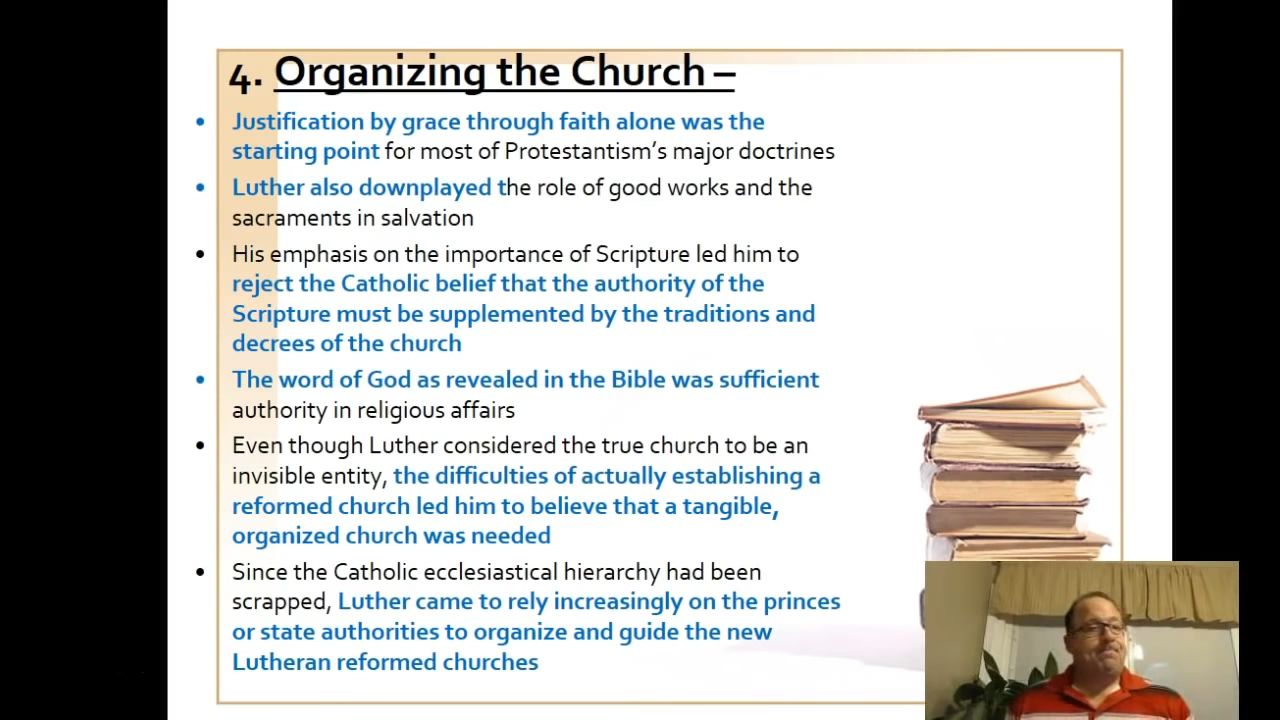 4. Organizing the Church –
• Justification by grace through faith alone was the
starting point for most of Protestantism's major doctrines
• Luther also downplayed the role of good works and the
sacraments in salvation
• His emphasis on the importance of Scripture led him to
reject the Catholic belief that the authority of the
Scripture must be supplemented by the traditions and
decrees of the church
• The word of God as revealed in the Bible was sufficient
authority in religious affairs
• Even though Luther considered the true church to be an
invisible entity, the difficulties of actually establishing a
reformed church led him to believe that a tangible,
organized church was needed
• Since the Catholic ecclesiastical hierarchy had been
scrapped, Luther came to rely increasingly on the princes
or state authorities to organize and guide the new
Lutheran reformed churches